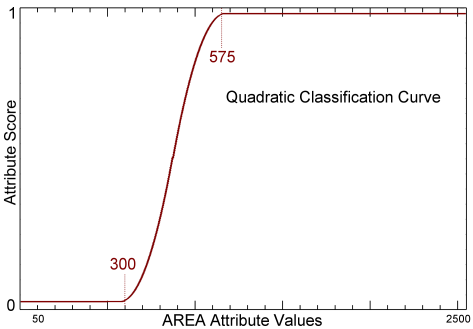 1
575
Quadratic Classification Curve
Attribute Score
300
0
50
AREA Attribute Values
2500